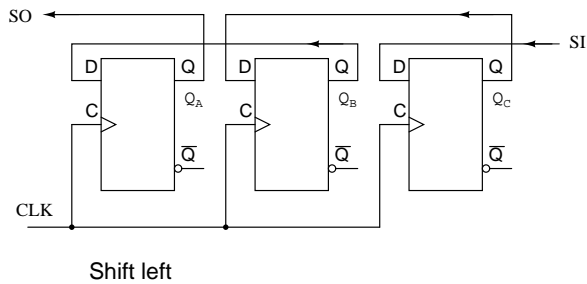 SO
SI
D Q D Q D Q
Q_A Q_B Q_C
C C C
Q̅ Q̅ Q̅
CLK
Shift left